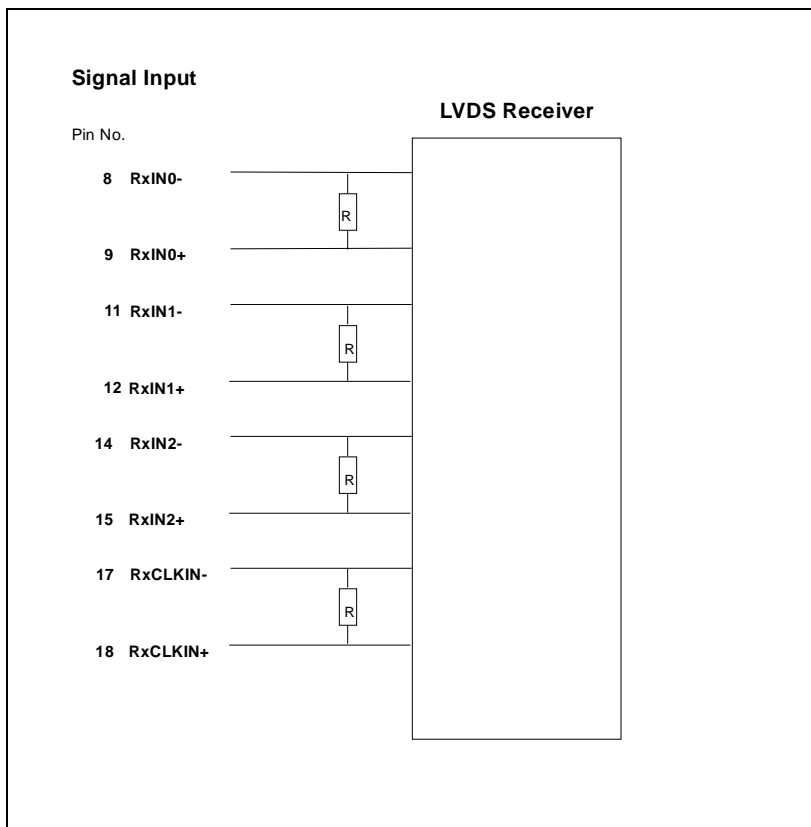 Signal Input
LVDS Receiver
Pin No.
8 RxIN0-
R
9 RxIN0+
11 RxIN1-
R
12 RxIN1+
14 RxIN2-
R
15 RxIN2+
17 RxCLKIN-
R
18 RxCLKIN+